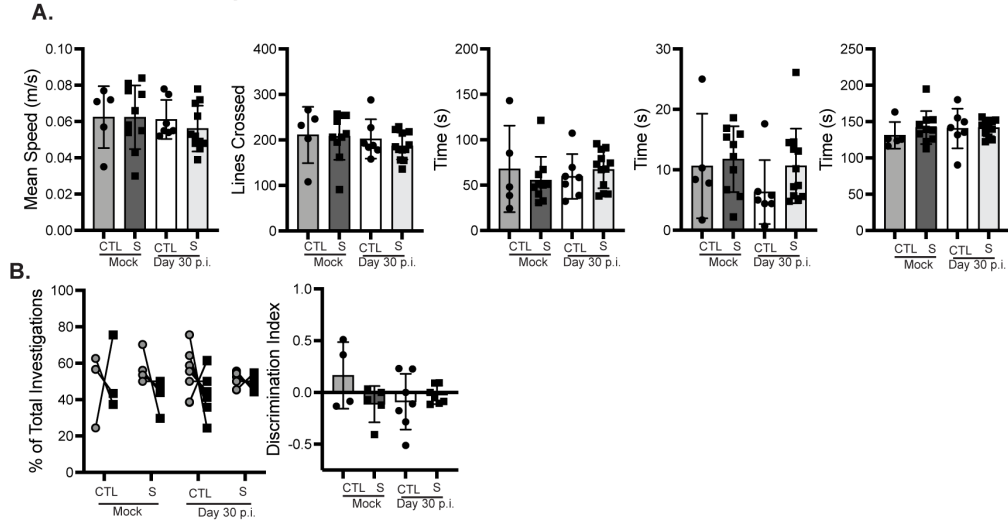 A.
Mean Speed (m/s)
0.10
0.08
0.06
0.04
0.02
0.00
CTL S CTL S
Mock Day 30 p.i.
Lines Crossed
400
300
200
100
0
CTL S CTL S
Mock Day 30 p.i.
Time (s)
200
150
100
50
0
CTL S CTL S
Mock Day 30 p.i.
Time (s)
30
20
10
0
CTL S CTL S
Mock Day 30 p.i.
Time (s)
250
200
150
100
50
0
CTL S CTL S
Mock Day 30 p.i.
B.
% of Total Investigations
100
80
60
40
20
0
CTL S CTL S
Mock Day 30 p.i.
Discrimination Index
1.0
0.5
0.0
-0.5
CTL S CTL S
Mock Day 30 p.i.